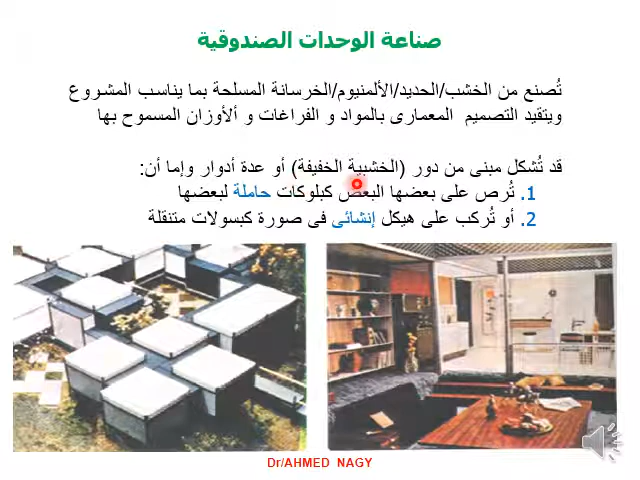 صناعة الوحدات الصندوقية
تُصنع من الخشب/الحديد/الألمنيوم/الخرسانة المسلحة بما يناسب المشروع
ويتقيد التصميم المعمارى بالمواد و الفراغات و ألأوزان المسموح بها
قد تُشكل مبنى من دور (الخشبية الخفيفة) أو عدة أدوار وإما أن:
1. تُرص على بعضها البعض كبلوكات حاملة لبعضها
2. أو تُركب على هيكل إنشائى فى صورة كبسولات متنقلة
Dr/AHMED NAGY